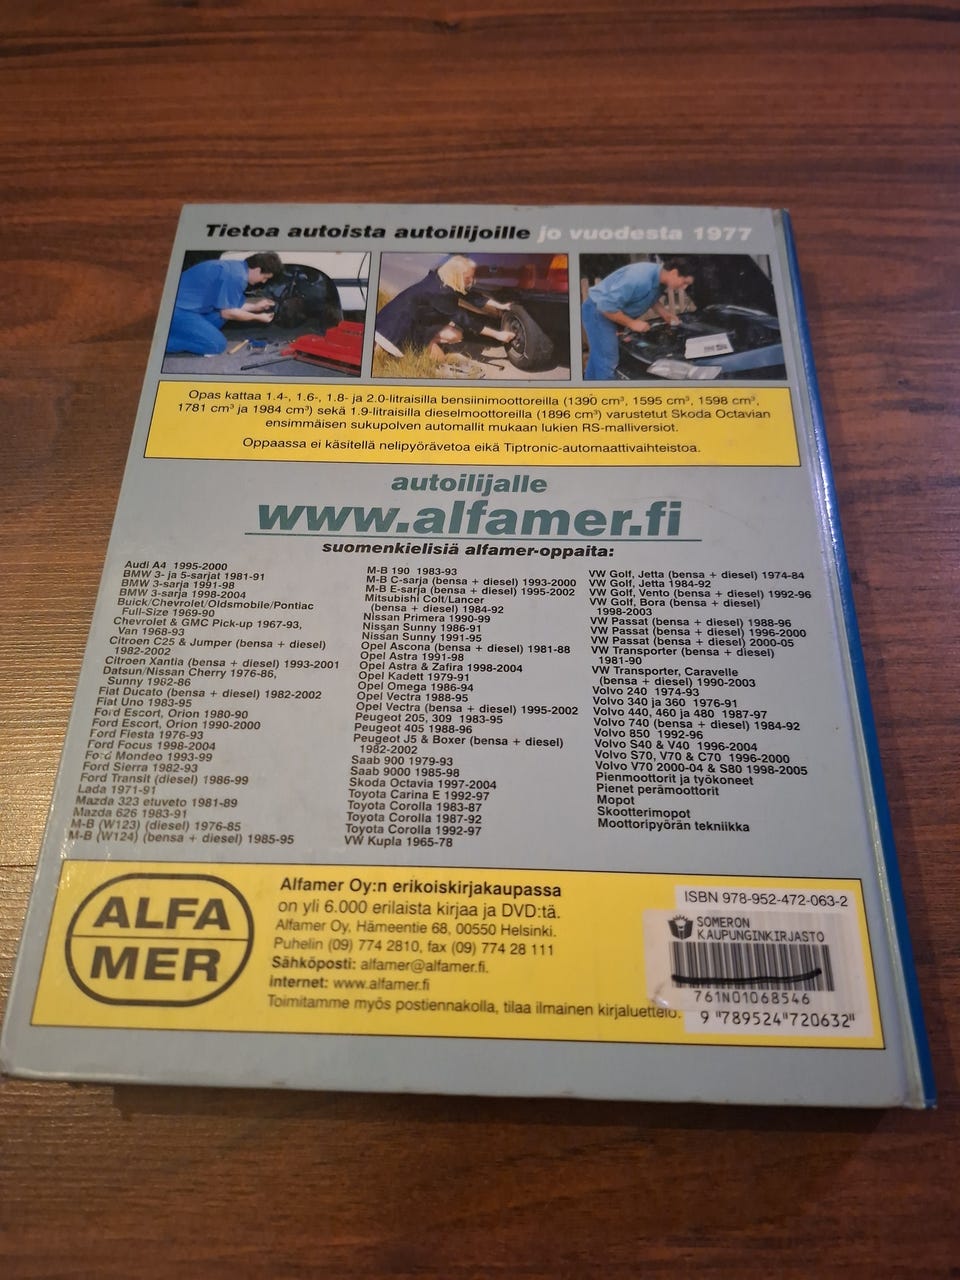 Tietoa autoista autoilijoille jo vuodesta 1977
Opas kattaa 1.4-, 1.6-, 1.8- ja 2.0-litraisilla bensiinimoottoreilla (1390 cm³, 1595 cm³, 1598 cm³,
1781 cm³ ja 1984 cm³) sekä 1.9-litraisilla dieselmoottoreilla (1896 cm³) varustetut Skoda Octavian
ensimmäisen sukupolven automallit mukaan lukien RS-malliversiot.
Oppaassa ei käsitellä nelipyörävetoa eikä Tiptronic-automaattivaihteistoa.
autoilijalle
www.alfamer.fi
suomenkielisiä alfamer-oppaita:
Audi A4 1995-2000
BMW 3- ja 5-sarjat 1981-91
BMW 3-sarja 1991-98
BMW 3-sarja 1998-2004
Buick/Chevrolet/Oldsmobile/Pontiac
Full-Size 1969-90
Chevrolet & GMC Pick-up 1967-93,
Van 1968-93
Citroen C25 & Jumper (bensa + diesel)
1982-2002
Citroen Xantia (bensa + diesel) 1993-2001
Datsun/Nissan Cherry 1976-86,
Sunny 1982-86
Fiat Ducato (bensa + diesel) 1982-2002
Fiat Uno 1983-95
Ford Escort, Orion 1980-90
Ford Escort, Orion 1990-2000
Ford Fiesta 1976-93
Ford Focus 1998-2004
Ford Mondeo 1993-99
Ford Sierra 1982-93
Ford Transit (diesel) 1986-99
Lada 1971-91
Mazda 323 etuveto 1981-89
Mazda 626 1983-91
M-B (W123) (diesel) 1976-85
M-B (W124) (bensa + diesel) 1985-95
M-B 190 1983-93
M-B C-sarja (bensa + diesel) 1993-2000
M-B E-sarja (bensa + diesel) 1995-2002
Mitsubishi Colt/Lancer
(bensa + diesel) 1984-92
Nissan Primera 1990-99
Nissan Sunny 1986-91
Nissan Sunny 1991-95
Opel Ascona (bensa + diesel) 1981-88
Opel Astra 1991-98
Opel Astra & Zafira 1998-2004
Opel Kadett 1979-91
Opel Omega 1986-94
Opel Vectra 1988-95
Opel Vectra (bensa + diesel) 1995-2002
Peugeot 205, 309 1983-95
Peugeot 405 1988-96
Peugeot J5 & Boxer (bensa + diesel)
1982-2002
Saab 900 1979-93
Saab 9000 1985-98
Skoda Octavia 1997-2004
Toyota Carina E 1992-97
Toyota Corolla 1983-87
Toyota Corolla 1987-92
Toyota Corolla 1992-97
VW Kupla 1965-78
VW Golf, Jetta (bensa + diesel) 1974-84
VW Golf, Jetta 1984-92
VW Golf, Vento (bensa + diesel) 1992-96
VW Golf, Bora (bensa + diesel)
1998-2003
VW Passat (bensa + diesel) 1988-96
VW Passat (bensa + diesel) 1996-2000
VW Passat (bensa + diesel) 2000-05
VW Transporter (bensa + diesel)
1981-90
VW Transporter, Caravelle
(bensa + diesel) 1990-2003
Volvo 240 1974-93
Volvo 340 ja 360 1976-91
Volvo 440, 460 ja 480 1987-97
Volvo 740 (bensa + diesel) 1984-92
Volvo 850 1992-96
Volvo S40 & V40 1996-2004
Volvo S70, V70 & C70 1996-2000
Volvo V70 2000-04 & S80 1998-2005
Pienmoottorit ja työkoneet
Pienet perämoottorit
Mopot
Skootterimopot
Moottoripyörän tekniikka
ALFA
MER
Alfamer Oy:n erikoiskirjakaupassa
on yli 6.000 erilaista kirjaa ja DVD:tä.
Alfamer Oy, Hämeentie 68, 00550 Helsinki.
Puhelin (09) 774 2810, fax (09) 774 28 111
Sähköposti: alfamer@alfamer.fi.
Internet: www.alfamer.fi
Toimitamme myös postiennakolla, tilaa ilmainen kirjaluettelo.
ISBN 978-952-472-063-2
SOMERON
KAUPUNGINKIRJASTO
761N01068546
9 "789524"720632"